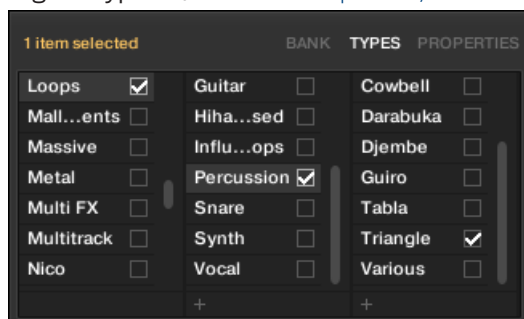 1 item selected BANK TYPES PROPERTIES
Loops Guitar Cowbell
Mall...ents Hiha...sed Darabuka
Massive Influ...ops Djembe
Metal Percussion Guiro
Multi FX Snare Tabla
Multitrack Synth Triangle
Nico Vocal Various
+ +